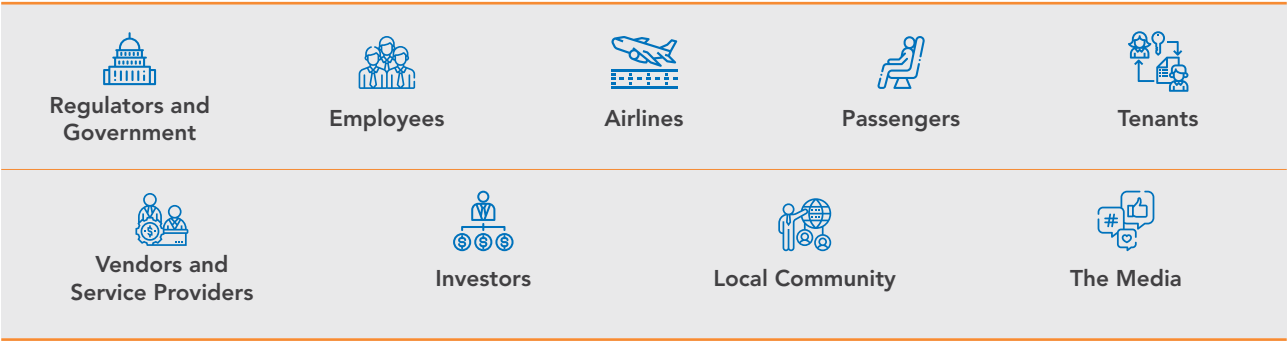 Regulators and
Government
Employees
Airlines
Passengers
Tenants
Vendors and
Service Providers
Investors
Local Community
The Media